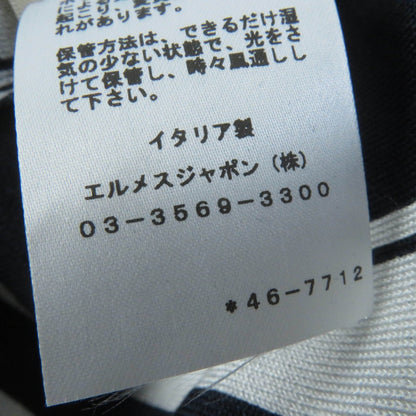 れがあります。
保管方法は、できるだけ湿
気の少ない状態で、光をさ
けて保管し、時々風通しし
て下さい。
イタリア製
エルメスジャポン(株)
03-3569-3300
*46-7712